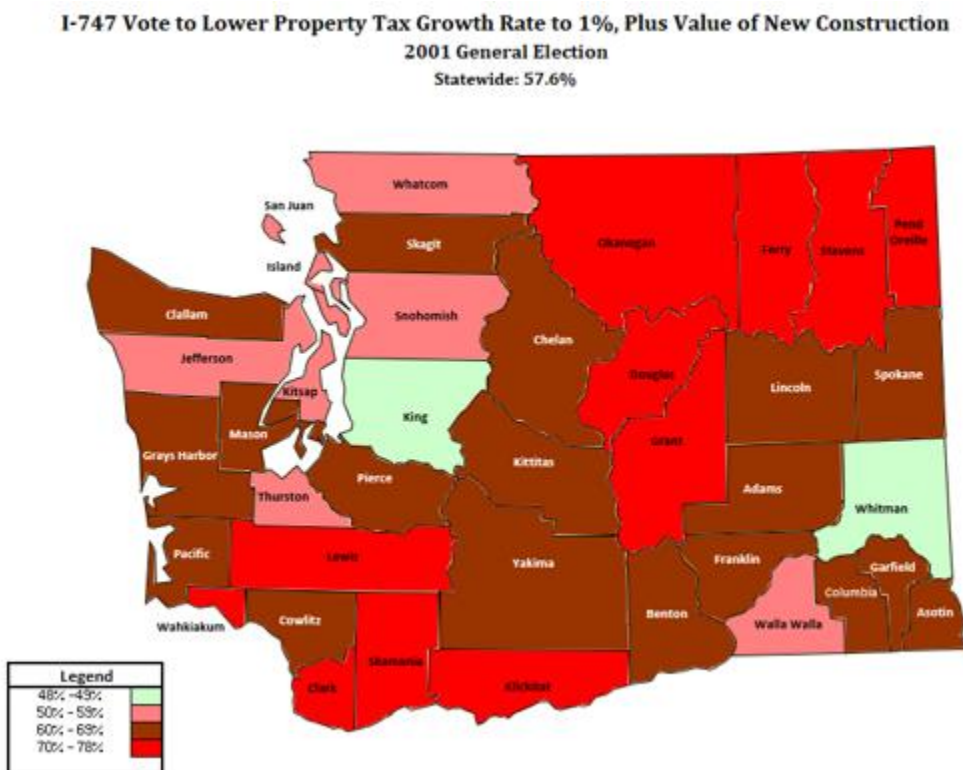 I-747 Vote to Lower Property Tax Growth Rate to 1%, Plus Value of New Construction
2001 General Election
Statewide: 57.6%
Whatcom
San Juan
Skagit
Okanogan
Ferry
Stevens
Pend
Oreille
Island
Clallam
Snohomish
Chelan
Jefferson
Douglas
Lincoln
Spokane
Kitsap
King
Mason
Grant
Grays Harbor
Kittitas
Pierce
Adams
Thurston
Whitman
Lewis
Pacific
Yakima
Franklin
Garfield
Columbia
Benton
Asotin
Wahkiakum
Cowlitz
Walla Walla
Skamania
Clark
Klickitat
Legend
48% -49%
50% - 59%
60% - 69%
70% - 78%